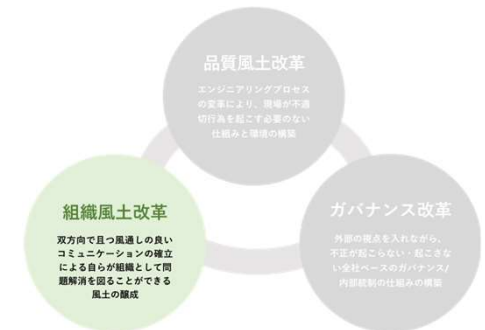 品質風土改革
エンジニアリングプロセス
の変革により、現場が不適
切行為を起こす必要のない
仕組みと環境の構築
組織風土改革
双方向で且つ風通しの良い
コミュニケーションの確立
による自らが組織として問
題解消を図ることができる
風土の醸成
ガバナンス改革
外部の視点を入れながら、
不正が起こらない・起こさな
い全社ベースのガバナンス/
内部統制の仕組みの構築